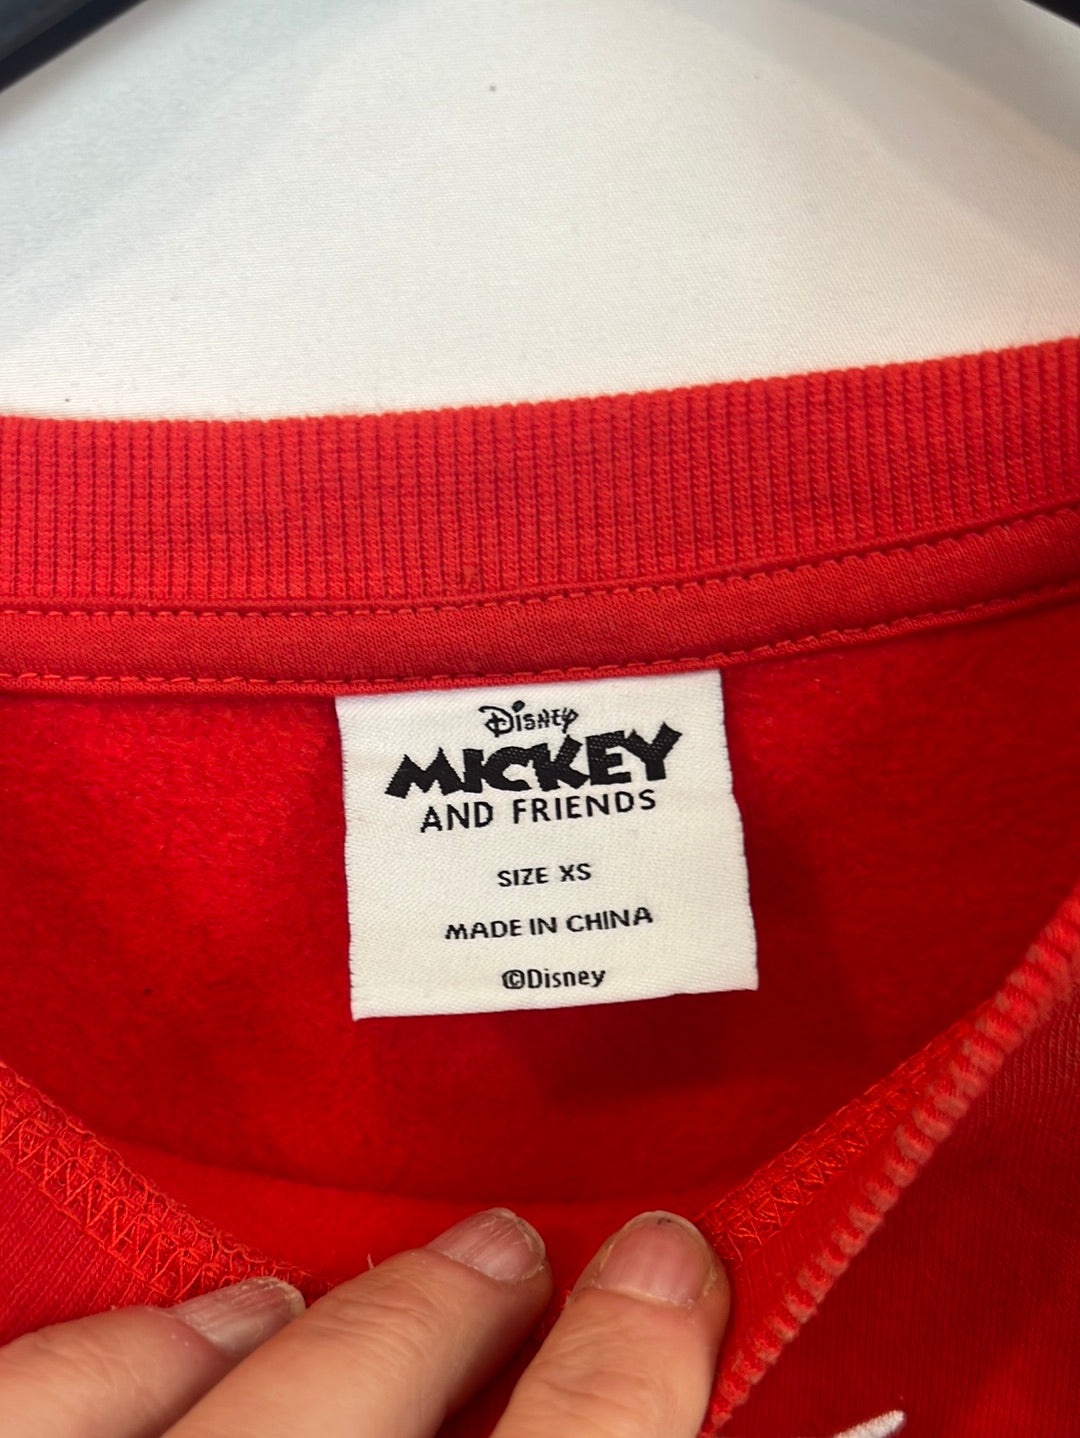 Disney
MICKEY
AND FRIENDS
SIZE XS
MADE IN CHINA
©Disney